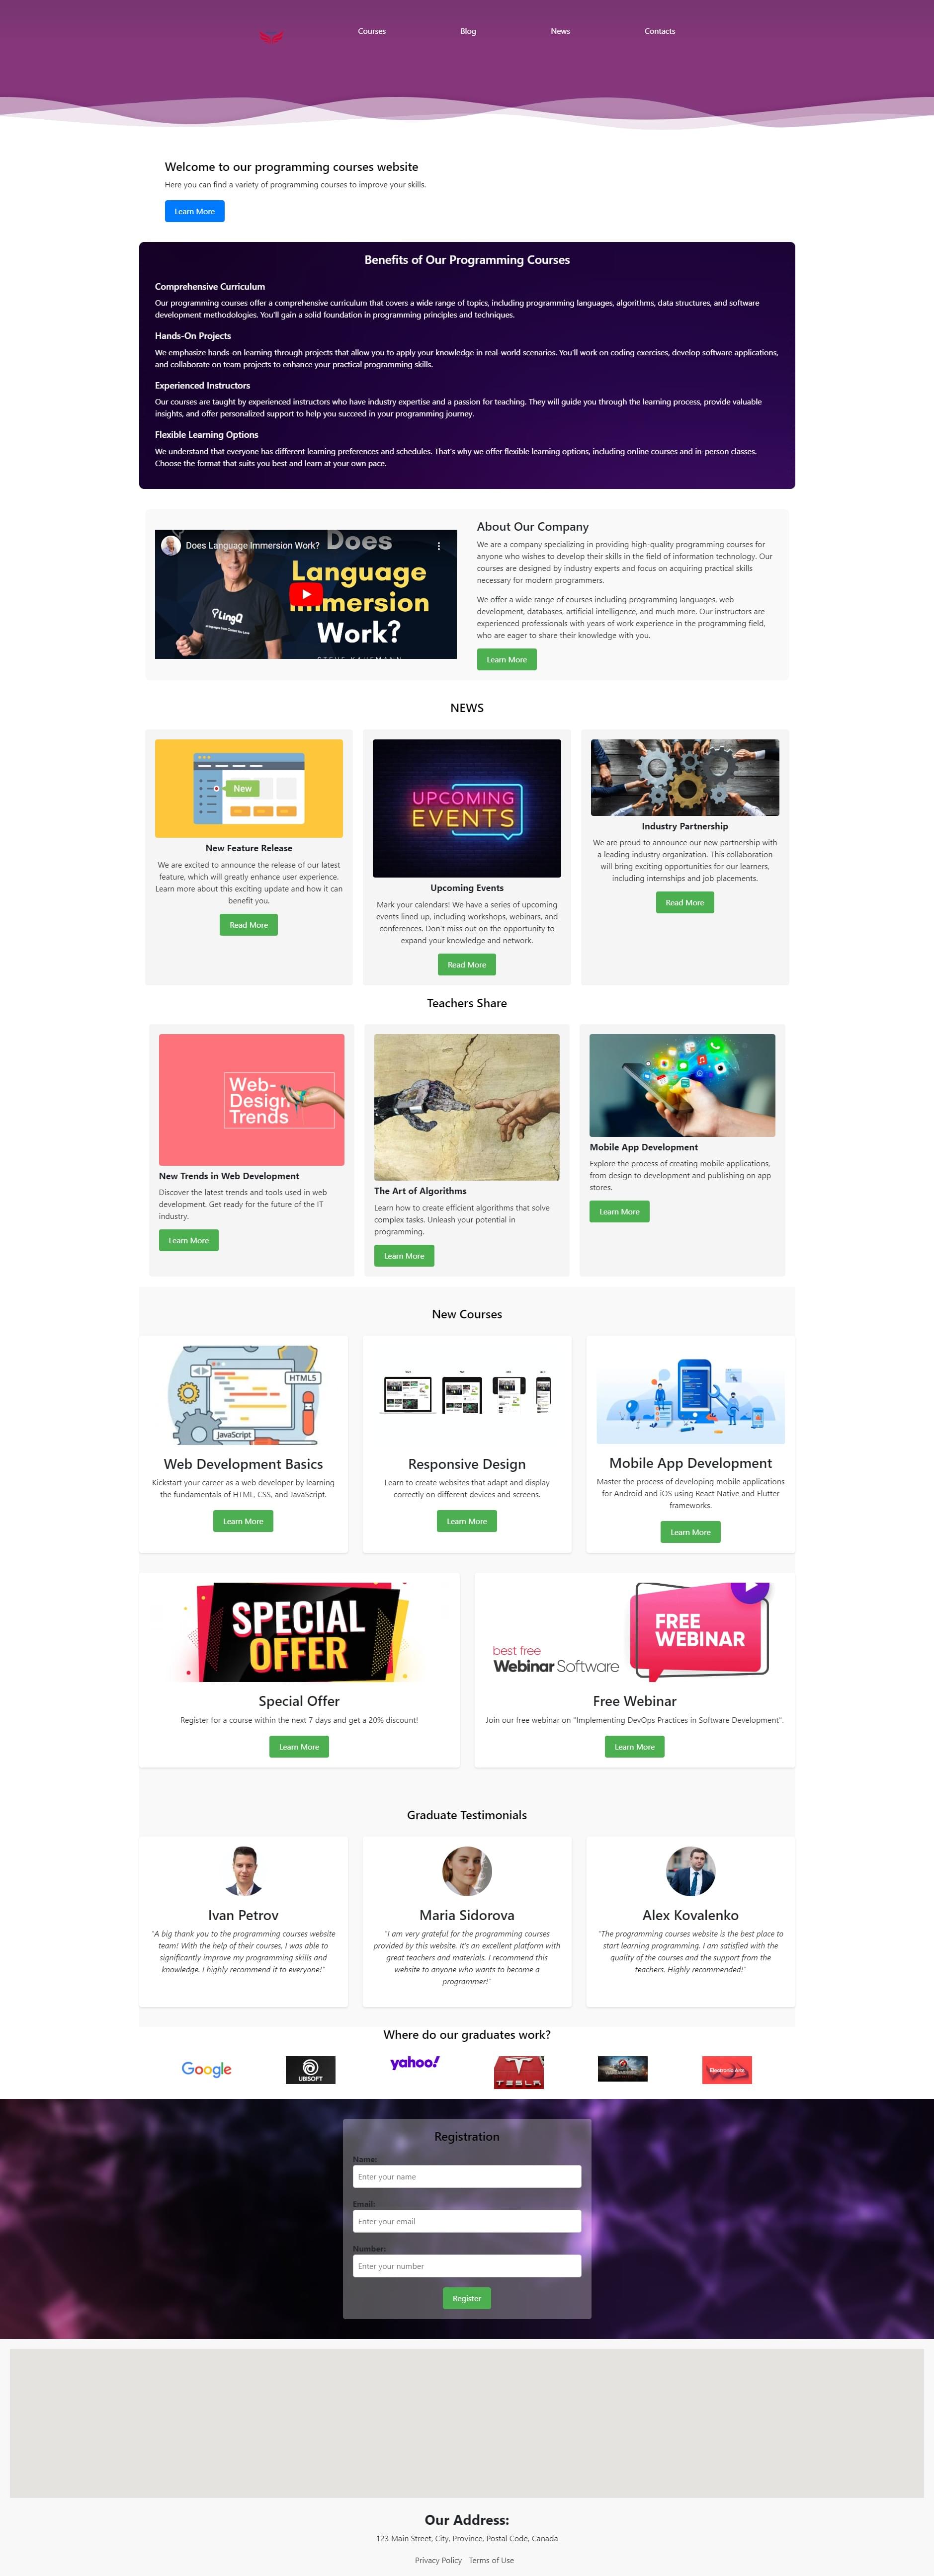 Courses Blog News Contacts
Welcome to our programming courses website
Here you can find a variety of programming courses to improve your skills.
Learn More
Benefits of Our Programming Courses
Comprehensive Curriculum
Our programming courses offer a comprehensive curriculum that covers a wide range of topics, including programming languages, algorithms, data structures, and software
development methodologies. You'll gain a solid foundation in programming principles and techniques.
Hands-On Projects
We emphasize hands-on learning through projects that allow you to apply your knowledge in real-world scenarios. You'll work on coding exercises, develop software applications,
and collaborate on team projects to enhance your practical programming skills.
Experienced Instructors
Our courses are taught by experienced instructors who have industry expertise and a passion for teaching. They will guide you through the learning process, provide valuable
insights, and offer personalized support to help you succeed in your programming journey.
Flexible Learning Options
We understand that everyone has different learning preferences and schedules. That's why we offer flexible learning options, including online courses and in-person classes.
Choose the format that suits you best and learn at your own pace.
Does Language Immersion Work?
Does
Language
Immersion
Work?
LingQ
About Our Company
We are a company specializing in providing high-quality programming courses for
anyone who wishes to develop their skills in the field of information technology. Our
courses are designed by industry experts and focus on acquiring practical skills
necessary for modern programmers.
We offer a wide range of courses including programming languages, web
development, databases, artificial intelligence, and much more. Our instructors are
experienced professionals with years of work experience in the programming field,
who are eager to share their knowledge with you.
Learn More
NEWS
New
New Feature Release
We are excited to announce the release of our latest
feature, which will greatly enhance user experience.
Learn more about this exciting update and how it can
benefit you.
Read More
UPCOMING
EVENTS
Upcoming Events
Mark your calendars! We have a series of upcoming
events lined up, including workshops, webinars, and
conferences. Don't miss out on the opportunity to
expand your knowledge and network.
Read More
Industry Partnership
We are proud to announce our new partnership with
a leading industry organization. This collaboration
will bring exciting opportunities for our learners,
including internships and job placements.
Read More
Teachers Share
Web-
Design
Trends
New Trends in Web Development
Discover the latest trends and tools used in web
development. Get ready for the future of the IT
industry.
Learn More
The Art of Algorithms
Learn how to create efficient algorithms that solve
complex tasks. Unleash your potential in
programming.
Learn More
Mobile App Development
Explore the process of creating mobile applications,
from design to development and publishing on app
stores.
Learn More
New Courses
HTML5
JavaScript
Web Development Basics
Kickstart your career as a web developer by learning
the fundamentals of HTML, CSS, and JavaScript.
Learn More
Responsive Design
Learn to create websites that adapt and display
correctly on different devices and screens.
Learn More
Mobile App Development
Master the process of developing mobile applications
for Android and iOS using React Native and Flutter
frameworks.
Learn More
SPECIAL
OFFER
Special Offer
Register for a course within the next 7 days and get a 20% discount!
Learn More
best free
Webinar Software
FREE
WEBINAR
Free Webinar
Join our free webinar on "Implementing DevOps Practices in Software Development".
Learn More
Graduate Testimonials
Ivan Petrov
"A big thank you to the programming courses website
team! With the help of their courses, I was able to
significantly improve my programming skills and
knowledge. I highly recommend it to everyone!"
Maria Sidorova
"I am very grateful for the programming courses
provided by this website. It's an excellent platform with
great teachers and materials. I recommend this
website to anyone who wants to become a
programmer!"
Alex Kovalenko
"The programming courses website is the best place to
start learning programming. I am satisfied with the
quality of the courses and the support from the
teachers. Highly recommended!"
Where do our graduates work?
Google
UBISOFT
yahoo!
TESLA
Electronic Arts
Registration
Name:
Enter your name
Email:
Enter your email
Number:
Enter your number
Register
Our Address:
123 Main Street, City, Province, Postal Code, Canada
Privacy Policy Terms of Use